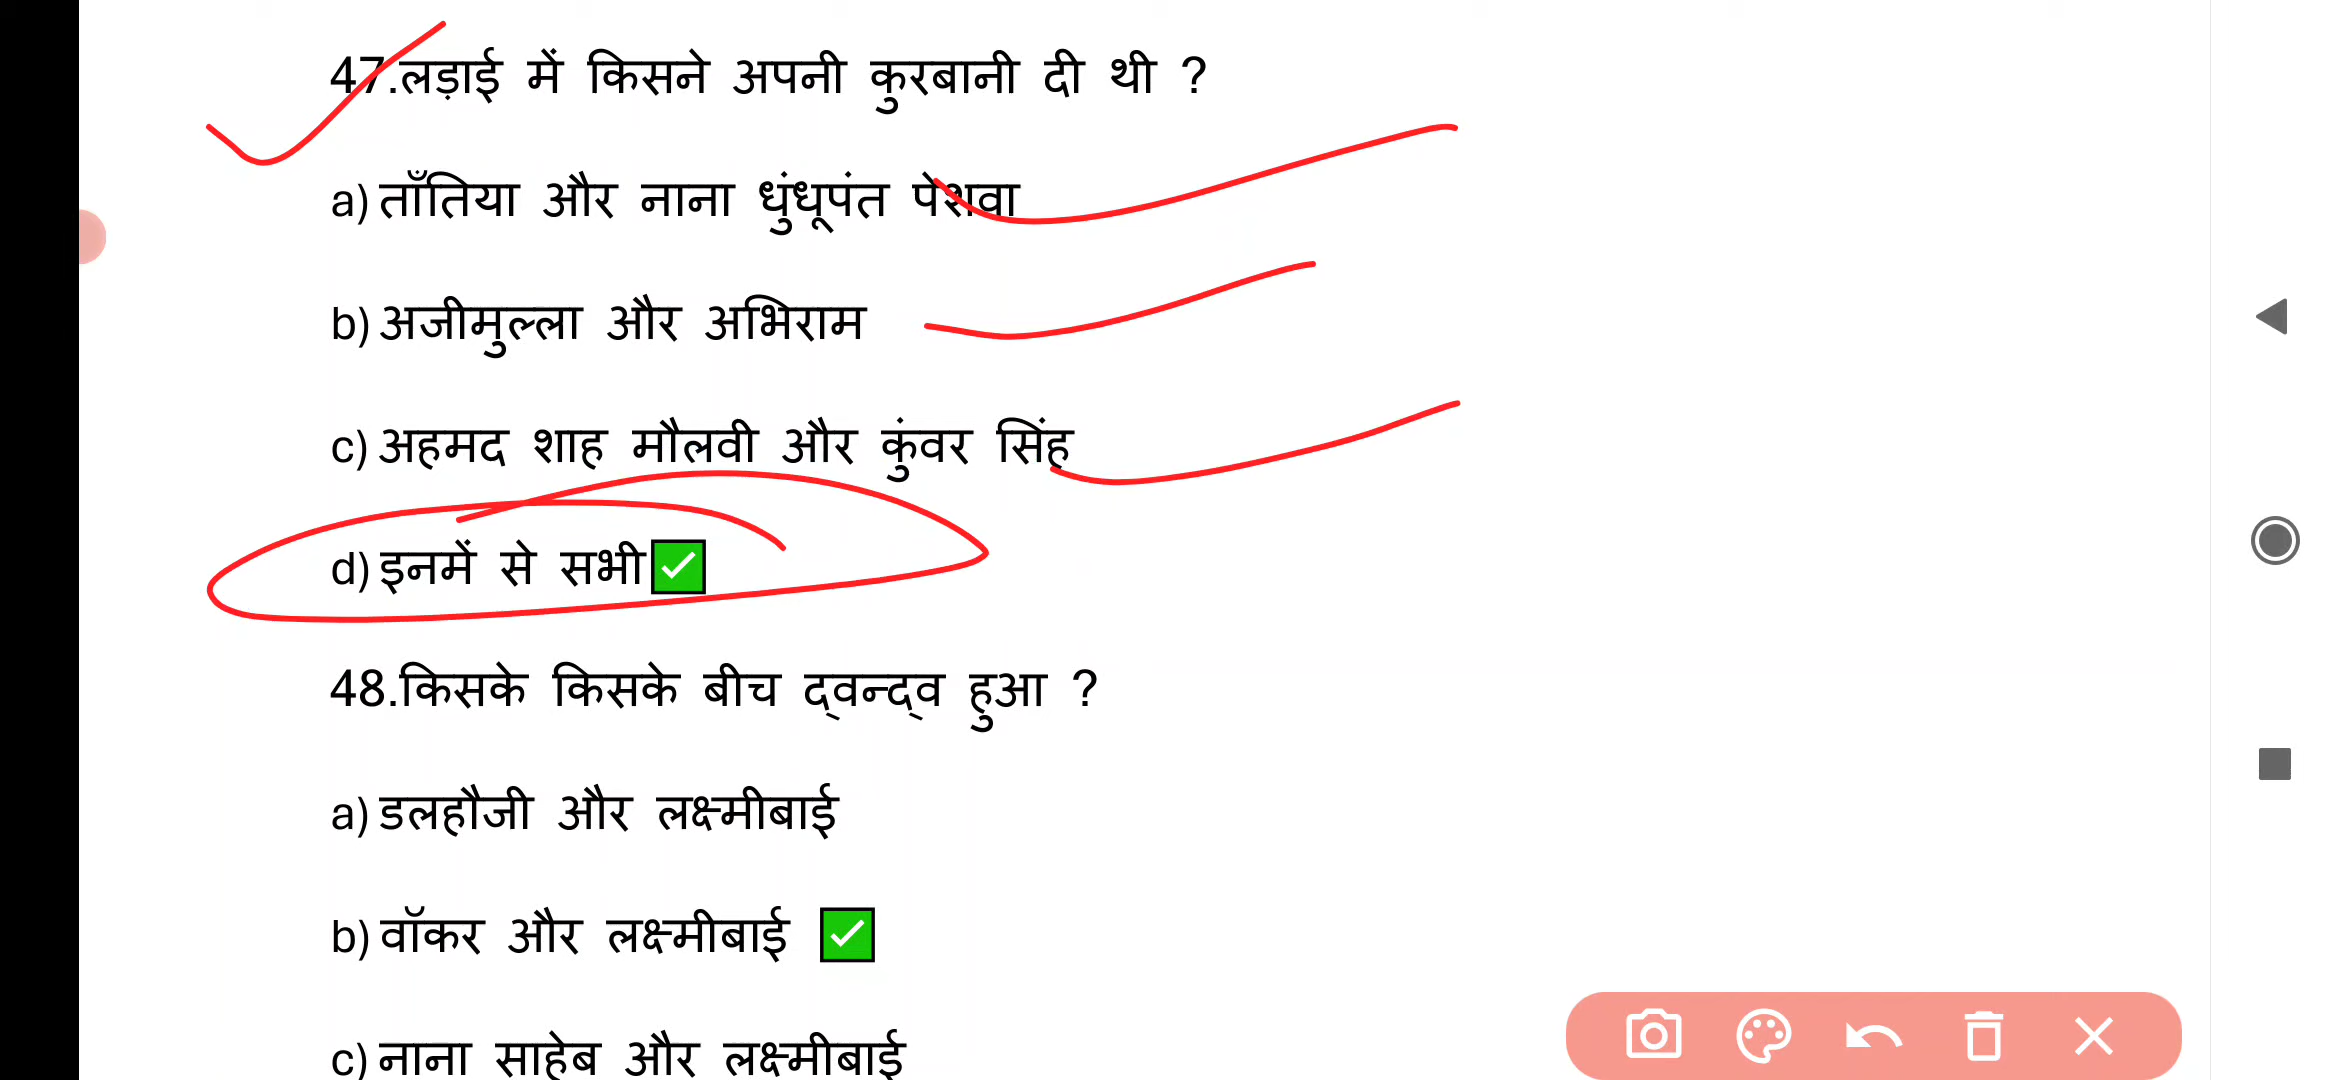 47.लड़ाई में किसने अपनी कुरबानी दी थी ?
a) ताँतिया और नाना धुंधूपंत पेशवा
b) अजीमुल्ला और अभिराम
c) अहमद शाह मौलवी और कुंवर सिंह
d) इनमें से सभी✅
48.किसके किसके बीच द्वन्द्व हुआ ?
a) डलहौजी और लक्ष्मीबाई
b) वॉकर और लक्ष्मीबाई ✅
c) नाना साहेब और लक्ष्मीबाई